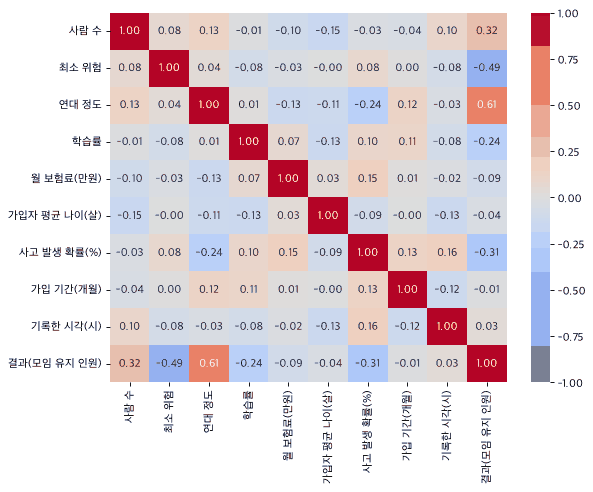 사람 수 1.00 0.08 0.13 -0.01 -0.10 -0.15 -0.03 -0.04 0.10 0.32
최소 위험 0.08 1.00 0.04 -0.08 -0.03 -0.00 0.08 0.00 -0.08 -0.49
연대 정도 0.13 0.04 1.00 0.01 -0.13 -0.11 -0.24 0.12 -0.03 0.61
학습률 -0.01 -0.08 0.01 1.00 0.07 -0.13 0.10 0.11 -0.08 -0.24
월 보험료(만원) -0.10 -0.03 -0.13 0.07 1.00 0.03 0.15 0.01 -0.02 -0.09
가입자 평균 나이(살) -0.15 -0.00 -0.11 -0.13 0.03 1.00 -0.09 -0.00 -0.13 -0.04
사고 발생 확률(%) -0.03 0.08 -0.24 0.10 0.15 -0.09 1.00 0.13 0.16 -0.31
가입 기간(개월) -0.04 0.00 0.12 0.11 0.01 -0.00 0.13 1.00 -0.12 -0.01
기록한 시각(시) 0.10 -0.08 -0.03 -0.08 -0.02 -0.13 0.16 -0.12 1.00 0.03
결과(모임 유지 인원) 0.32 -0.49 0.61 -0.24 -0.09 -0.04 -0.31 -0.01 0.03 1.00
사람 수
최소 위험
연대 정도
학습률
월 보험료(만원)
가입자 평균 나이(살)
사고 발생 확률(%)
가입 기간(개월)
기록한 시각(시)
결과(모임 유지 인원)
1.00
0.75
0.50
0.25
0.00
-0.25
-0.50
-0.75
-1.00